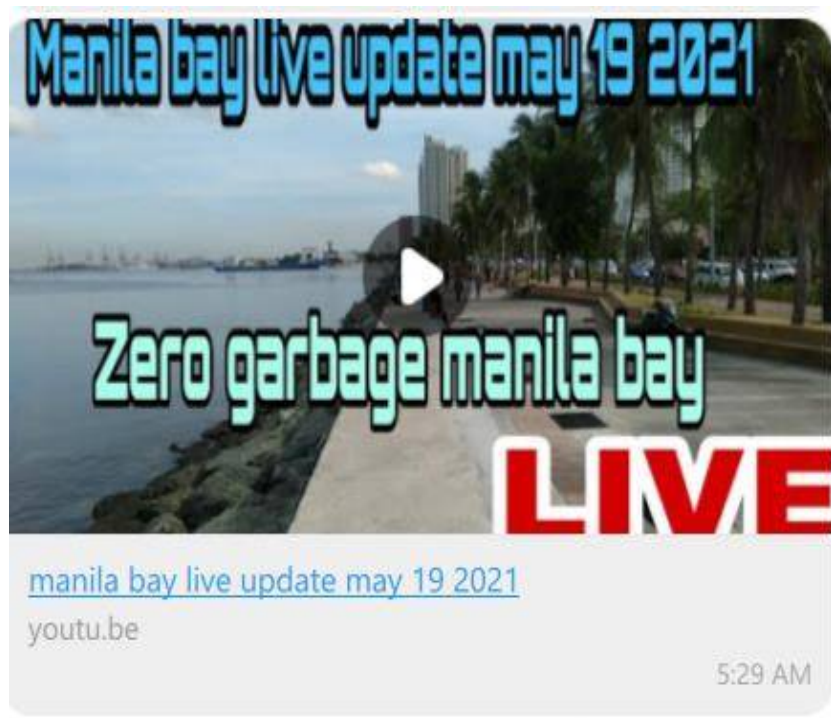 Manila bay live update may 19 2021
Zero garbage manila bay
LIVE
manila bay live update may 19 2021
youtu.be
5:29 AM